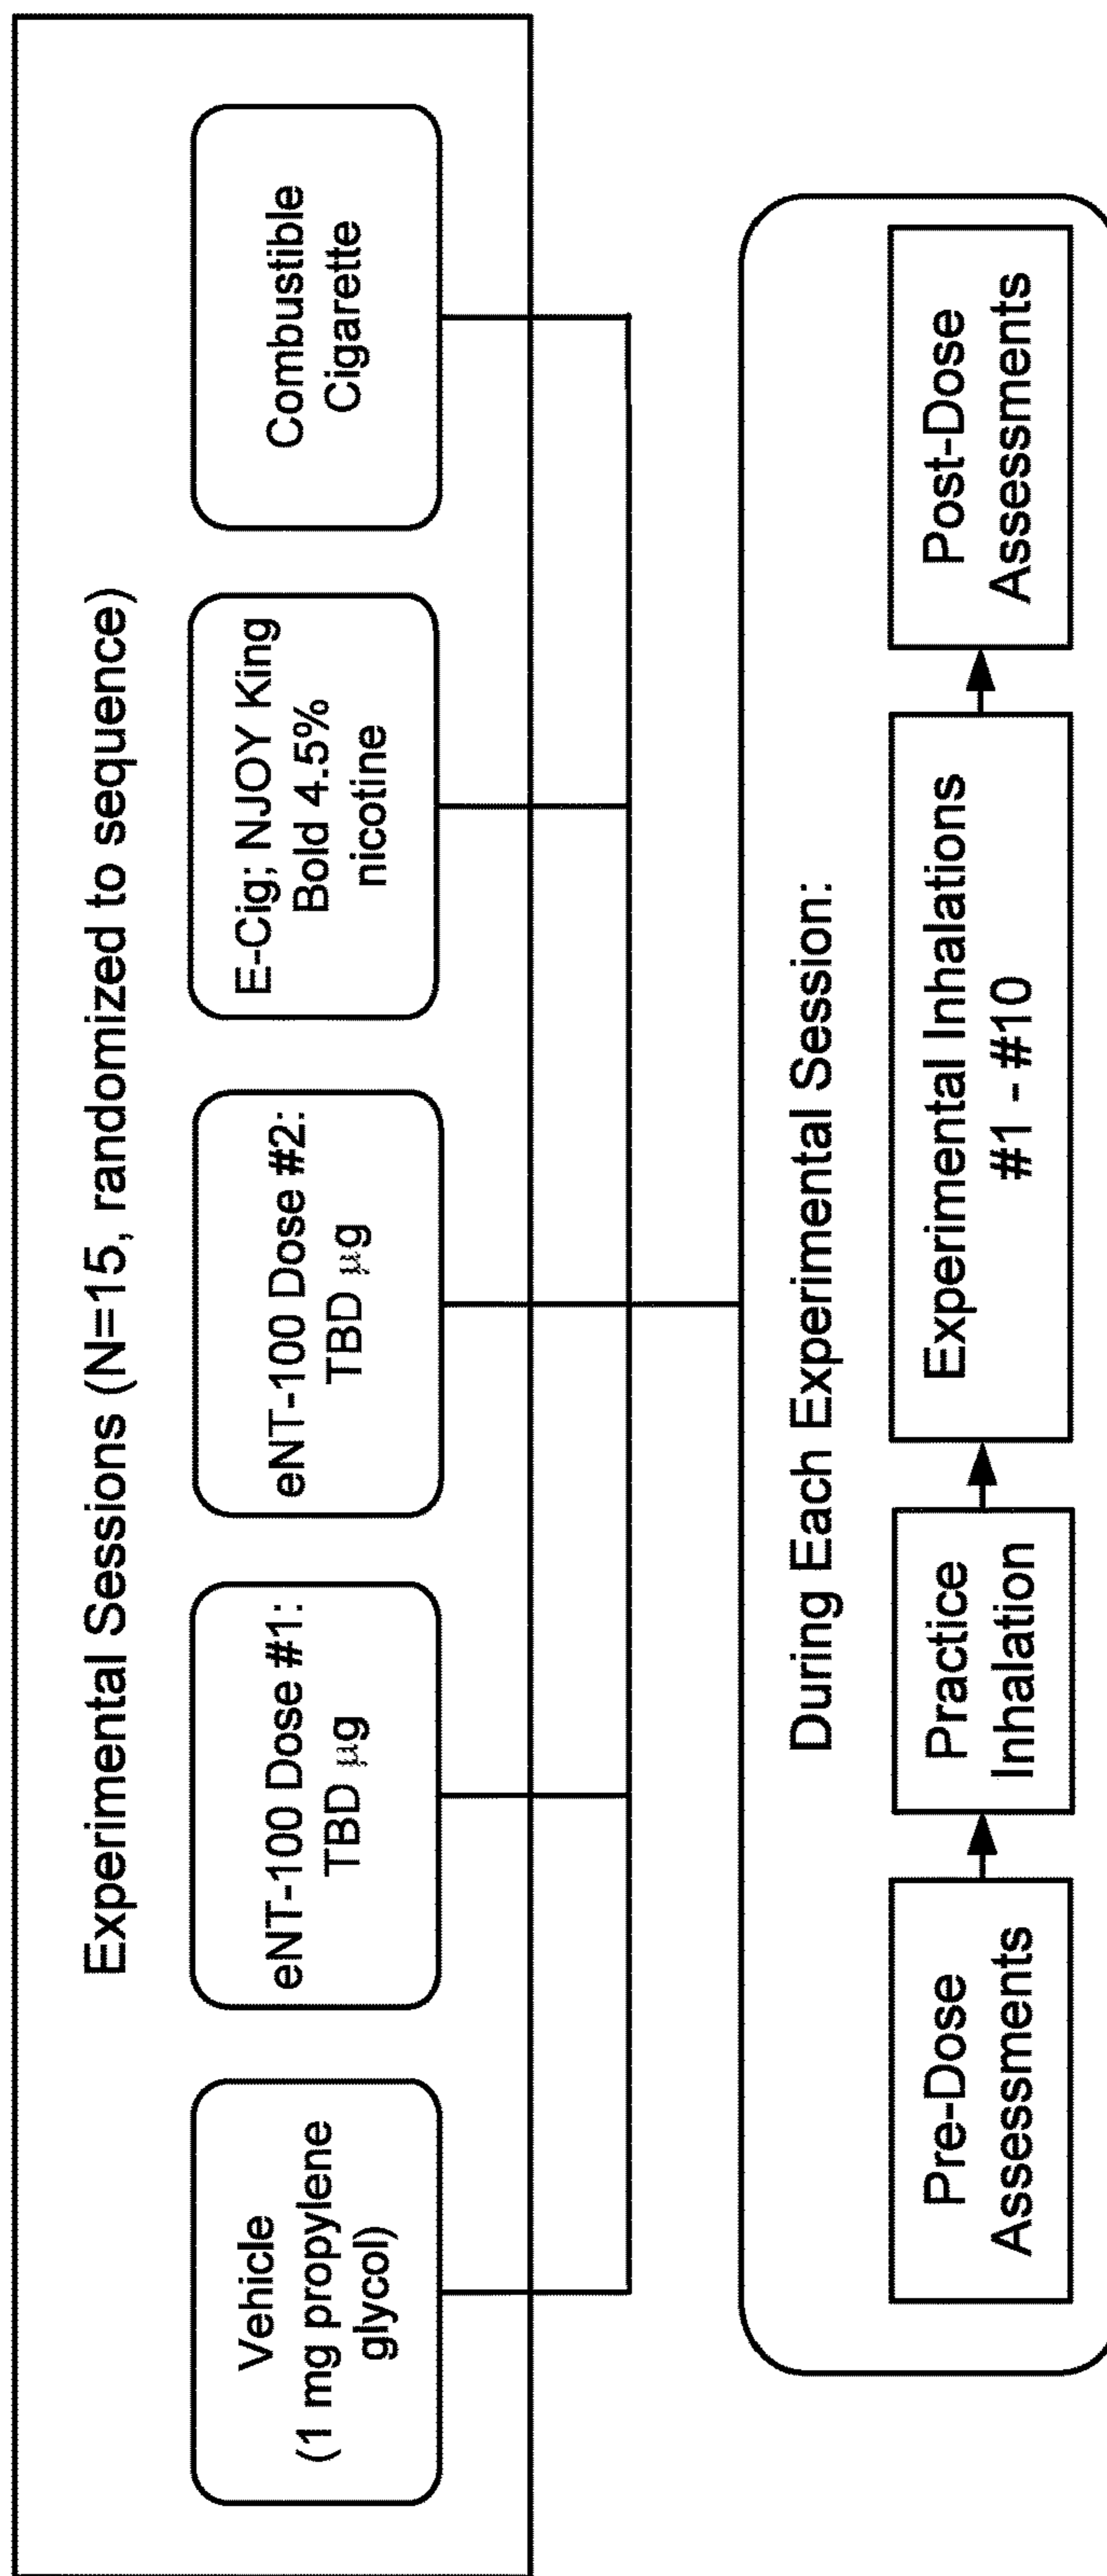 Experimental Sessions (N=15, randomized to sequence)
Vehicle
(1 mg propylene
glycol)
eNT-100 Dose #1:
TBD µg
eNT-100 Dose #2:
TBD µg
E-Cig; NJOY King
Bold 4.5%
nicotine
Combustible
Cigarette
During Each Experimental Session:
Pre-Dose
Assessments
Practice
Inhalation
Experimental Inhalations
#1 - #10
Post-Dose
Assessments